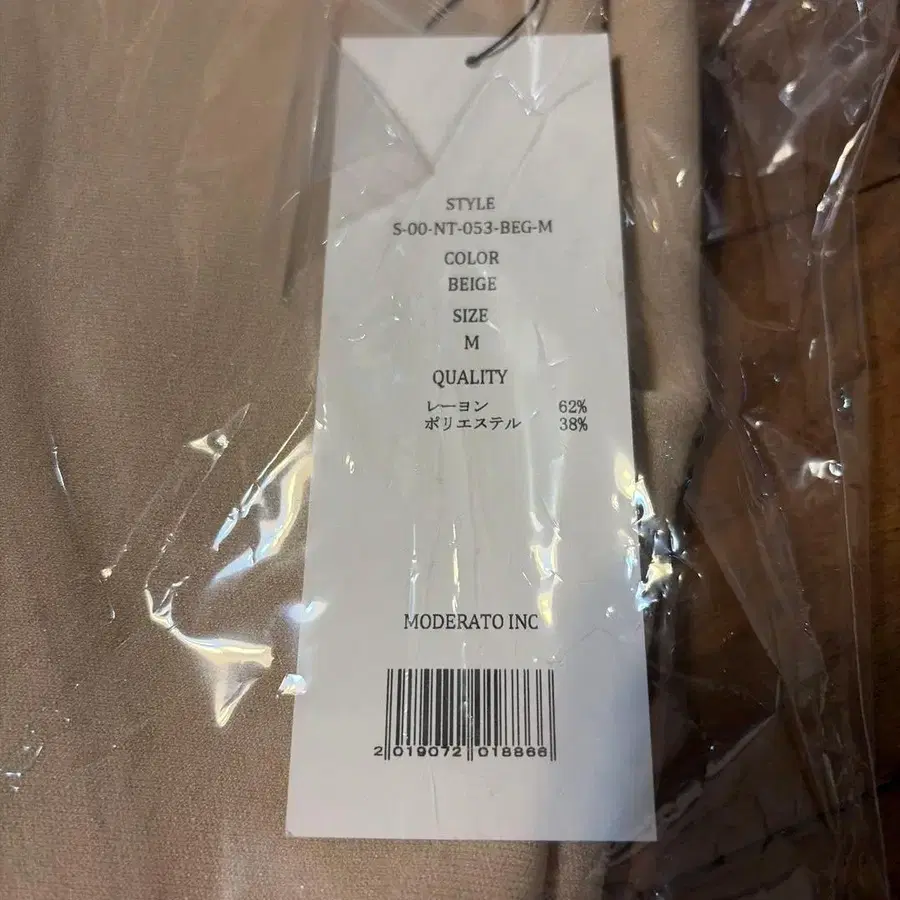 STYLE
S-00-NT-053-BEG-M
COLOR
BEIGE
SIZE
M
QUALITY
レーヨン 62%
ポリエステル 38%
MODERATO INC
2 019072 018866